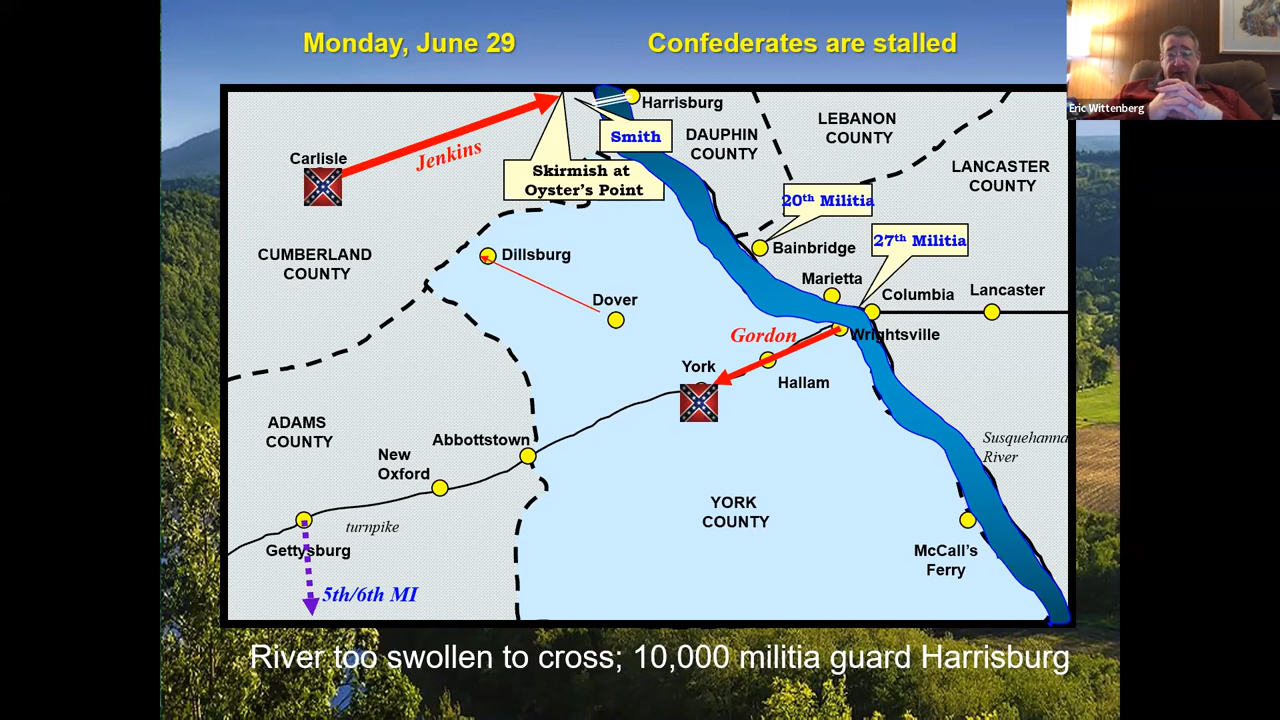 Monday, June 29
Confederates are stalled
Eric Wittenberg
Harrisburg
LEBANON
COUNTY
DAUPHIN
COUNTY
LANCASTER
COUNTY
Smith
Carlisle
Jenkins
Skirmish at
Oyster's Point
20th Militia
27th Militia
CUMBERLAND
COUNTY
Dillsburg
Bainbridge
Marietta
Columbia
Lancaster
Dover
Gordon
Wrightsville
York
Hallam
ADAMS
COUNTY
Abbottstown
New
Oxford
Susquehanna
River
YORK
COUNTY
turnpike
Gettysburg
McCall's
Ferry
5th/6th MI
River too swollen to cross; 10,000 militia guard Harrisburg